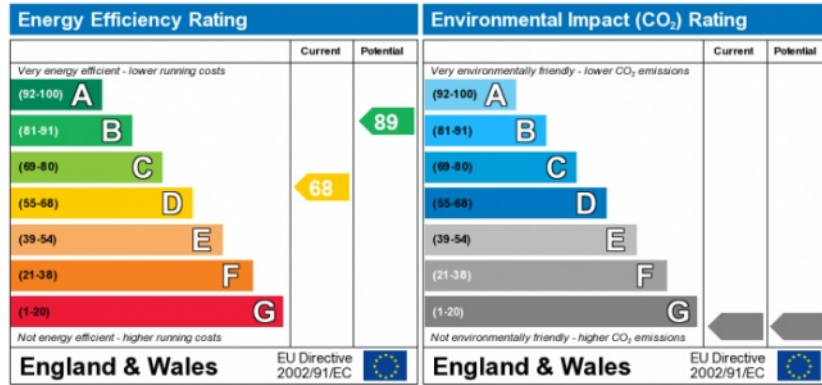 Energy Efficiency Rating
Current Potential
Very energy efficient - lower running costs
(92-100) A
(81-91) B
89
(69-80) C
68
(55-68) D
(39-54) E
(21-38) F
(1-20) G
Not energy efficient - higher running costs
England & Wales
EU Directive
2002/91/EC
Environmental Impact (CO₂) Rating
Current Potential
Very environmentally friendly - lower CO₂ emissions
(92-100) A
(81-91) B
(69-80) C
(55-68) D
(39-54) E
(21-38) F
(1-20) G
Not environmentally friendly - higher CO₂ emissions
England & Wales
EU Directive
2002/91/EC